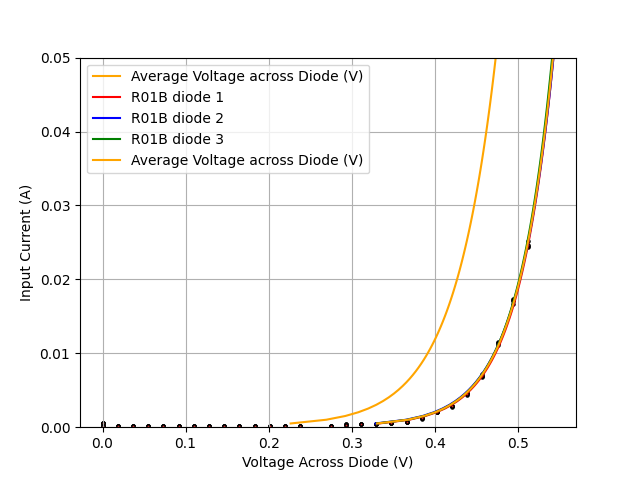 0.05
0.04
0.03
0.02
0.01
0.00
Input Current (A)
Average Voltage across Diode (V)
R01B diode 1
R01B diode 2
R01B diode 3
Average Voltage across Diode (V)
0.0 0.1 0.2 0.3 0.4 0.5
Voltage Across Diode (V)